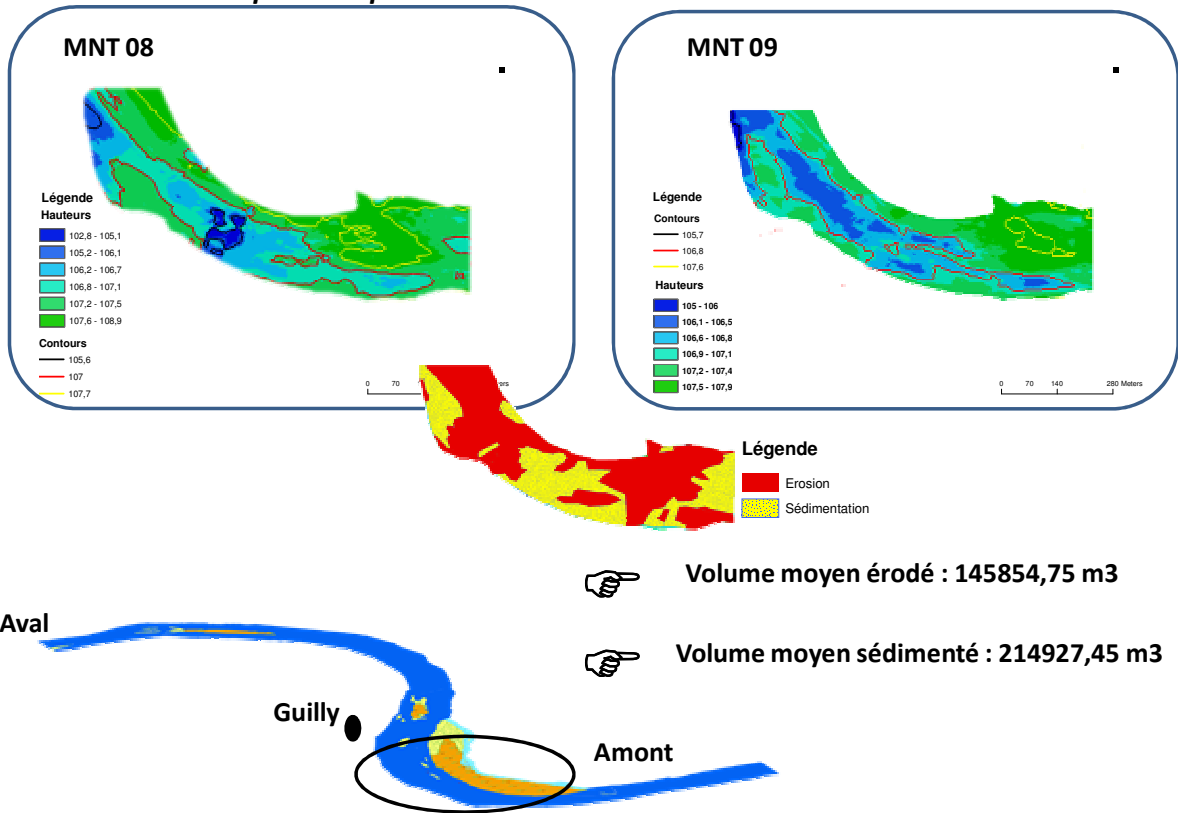 MNT 08
Légende
Hauteurs
102,8 - 105,1
105,2 - 106,1
106,2 - 106,7
106,8 - 107,1
107,2 - 107,5
107,6 - 108,9
Contours
105,6
107
107,7
0 70
MNT 09
Légende
Contours
105,7
106,8
107,6
Hauteurs
105 - 106
106,1 - 106,5
106,6 - 106,8
106,9 - 107,1
107,2 - 107,4
107,5 - 107,9
0 70 140 280 Meters
Légende
Erosion
Sédimentation
Volume moyen érodé : 145854,75 m3
Volume moyen sédimenté : 214927,45 m3
Aval
Guilly
Amont